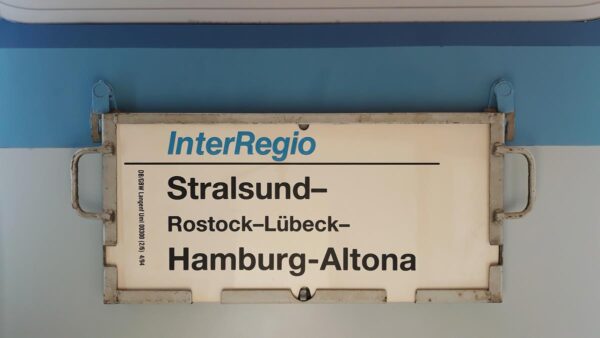 InterRegio
Stralsund–
Rostock–Lübeck–
Hamburg-Altona